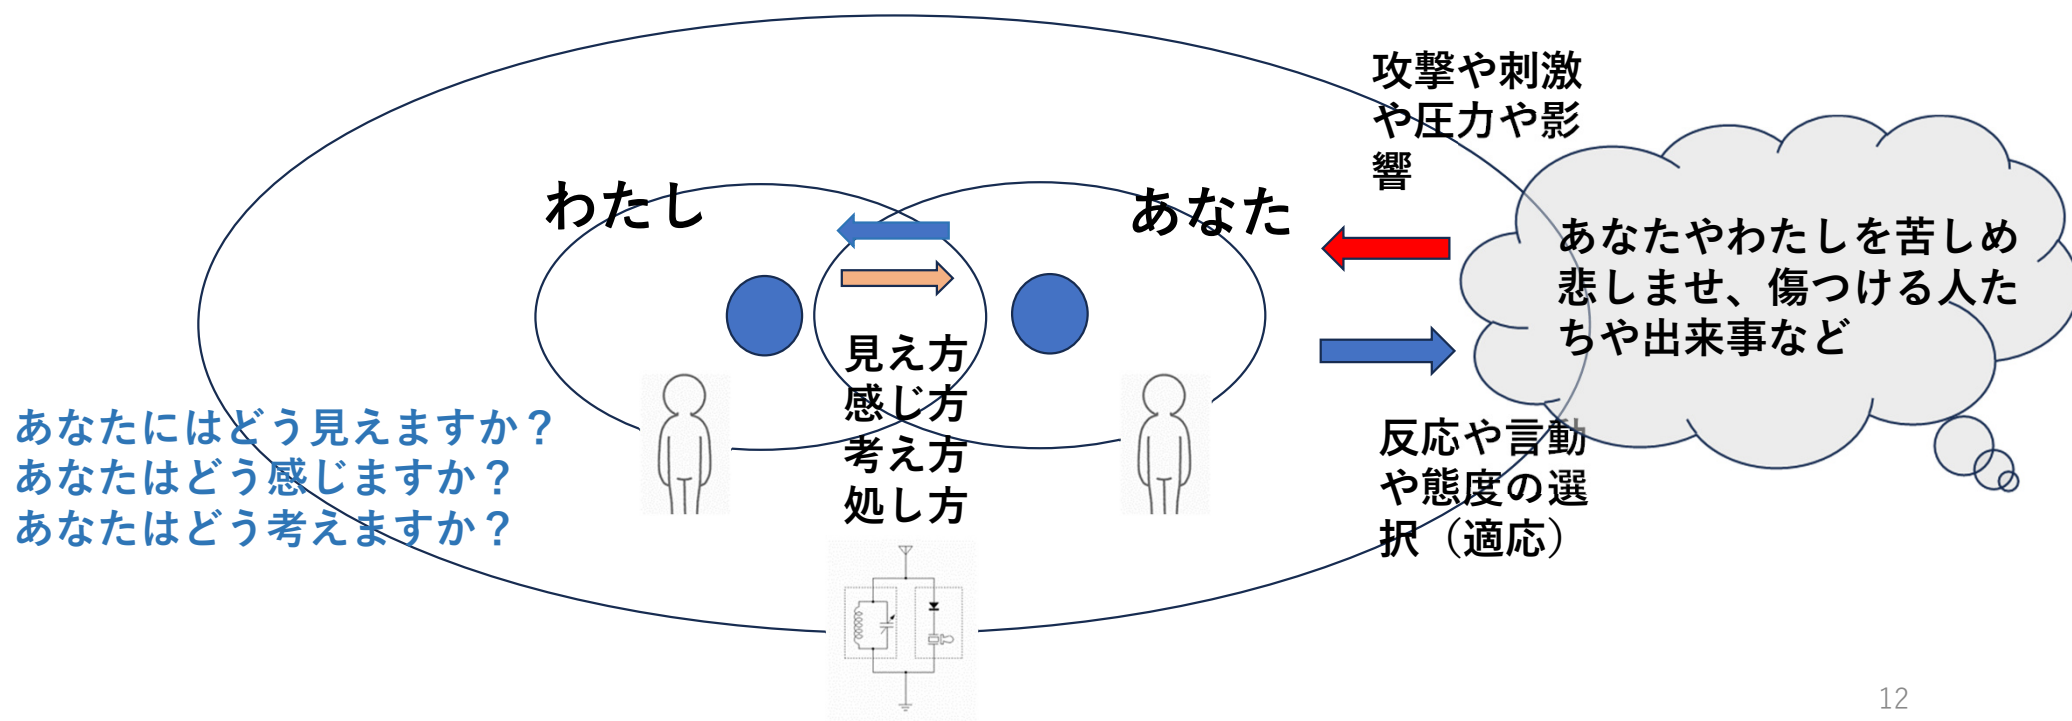 攻撃や刺激
や圧力や影
響
わたし
あなた
あなたやわたしを苦しめ
悲しませ、傷つける人た
ちや出来事など
見え方
感じ方
考え方
処し方
あなたにはどう見えますか？
あなたはどう感じますか？
あなたはどう考えますか？
反応や言動
や態度の選
択（適応）
12